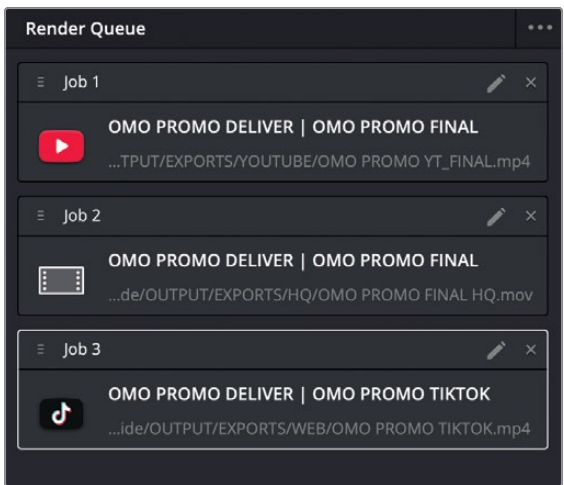 Render Queue
Job 1
OMO PROMO DELIVER | OMO PROMO FINAL
...TPUT/EXPORTS/YOUTUBE/OMO PROMO YT_FINAL.mp4
Job 2
OMO PROMO DELIVER | OMO PROMO FINAL
...de/OUTPUT/EXPORTS/HQ/OMO PROMO FINAL HQ.mov
Job 3
OMO PROMO DELIVER | OMO PROMO TIKTOK
...ide/OUTPUT/EXPORTS/WEB/OMO PROMO TIKTOK.mp4